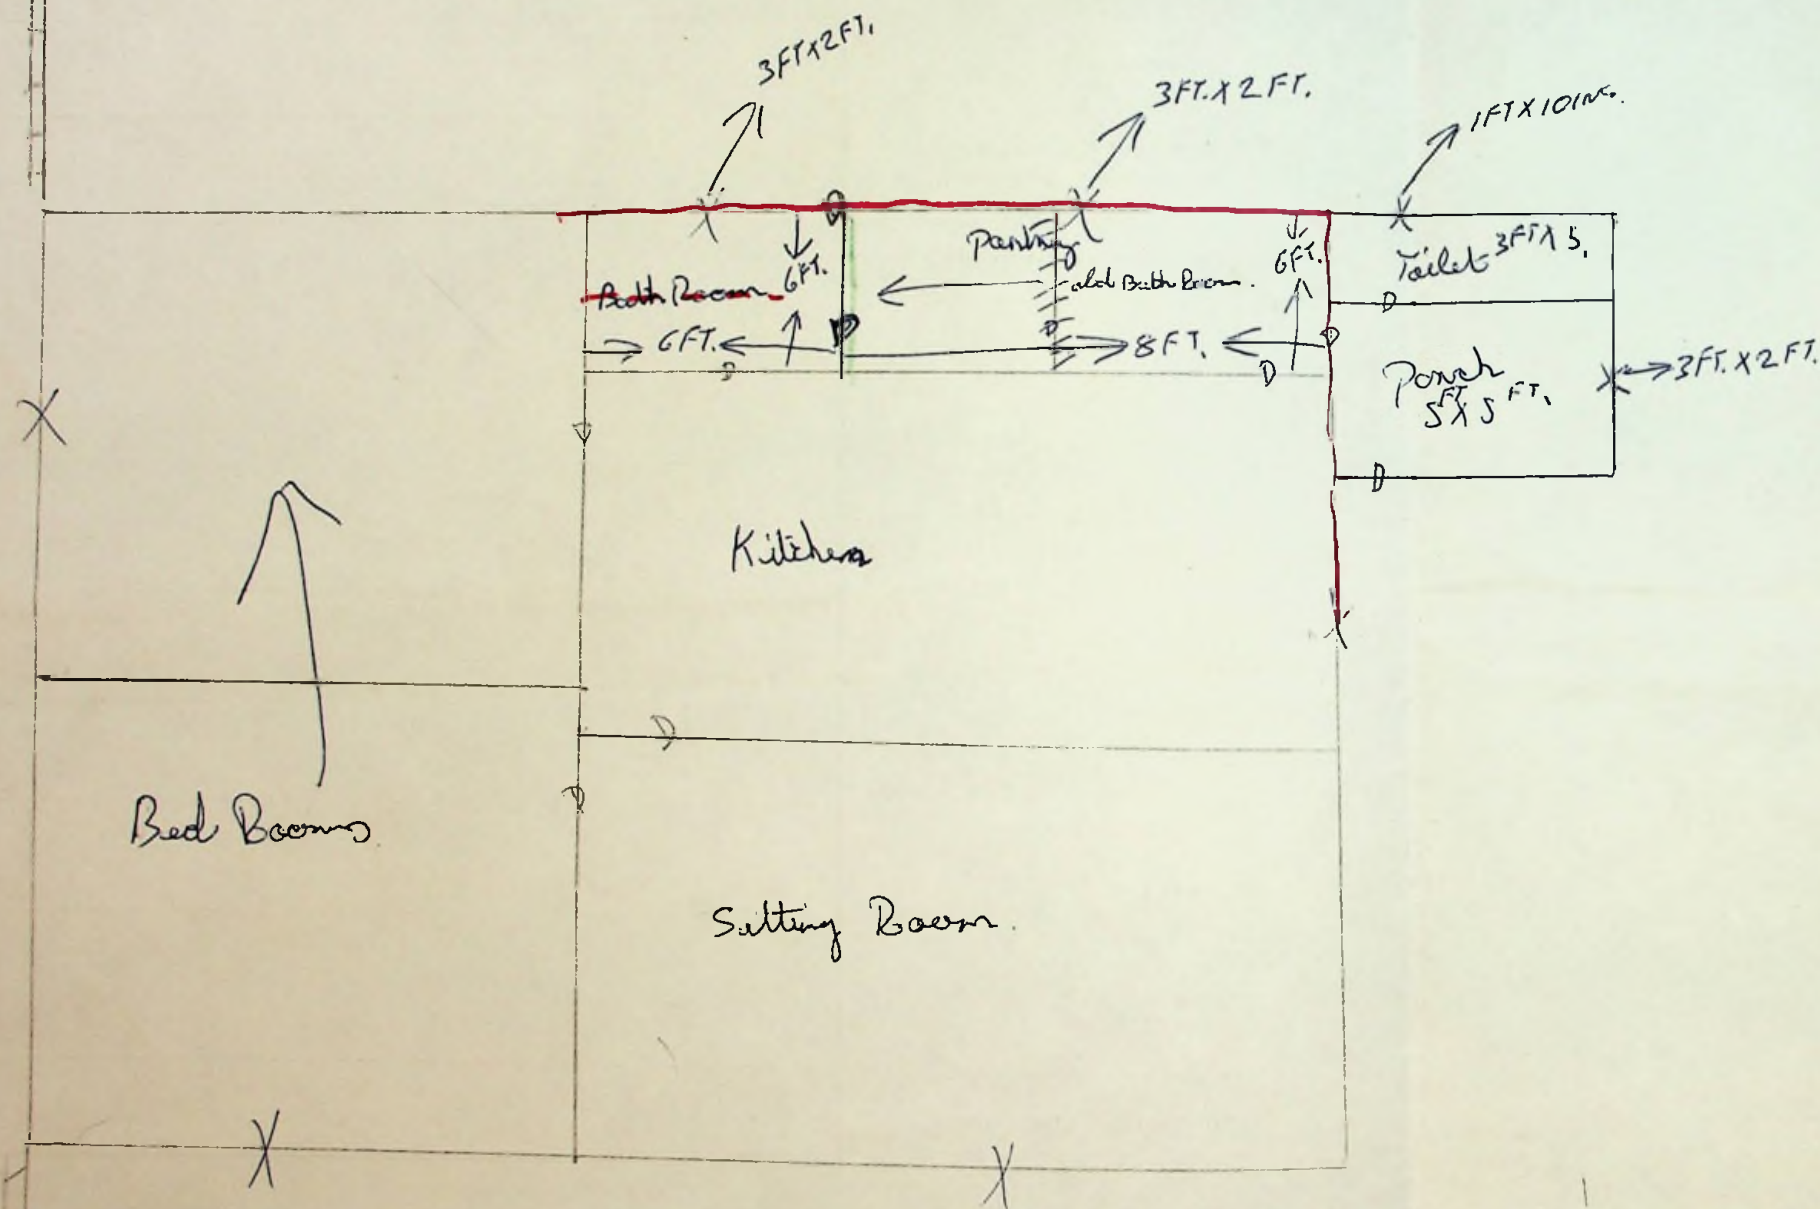 3FTX2FT.
3FT.X2FT.
1FTX10INC.
D
Pantry
Toilet 3FTX5.
6FT.
6FT.
Bath Room
old Bath Room.
D
D
D
D
6FT.
8FT.
D
D
Porch
5FTX5FT.
3FT.X2FT.
D
D
Kitchen
D
D
Bed Rooms
Sitting Room.